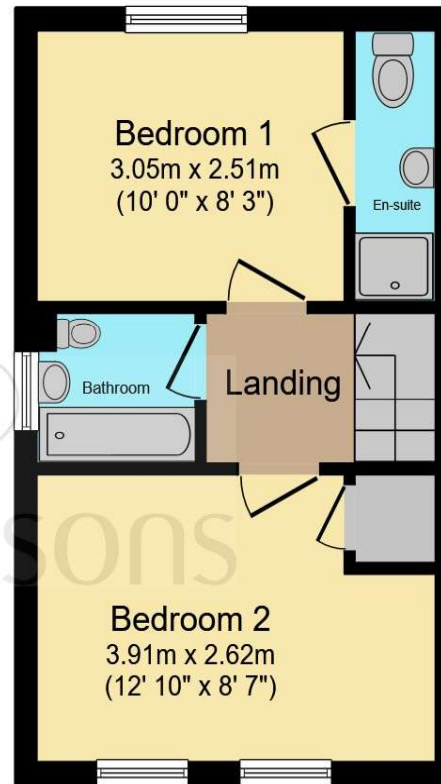 Bedroom 1
3.05m x 2.51m
(10' 0" x 8' 3")
En-suite
Bathroom
Landing
sons
Bedroom 2
3.91m x 2.62m
(12' 10" x 8' 7")